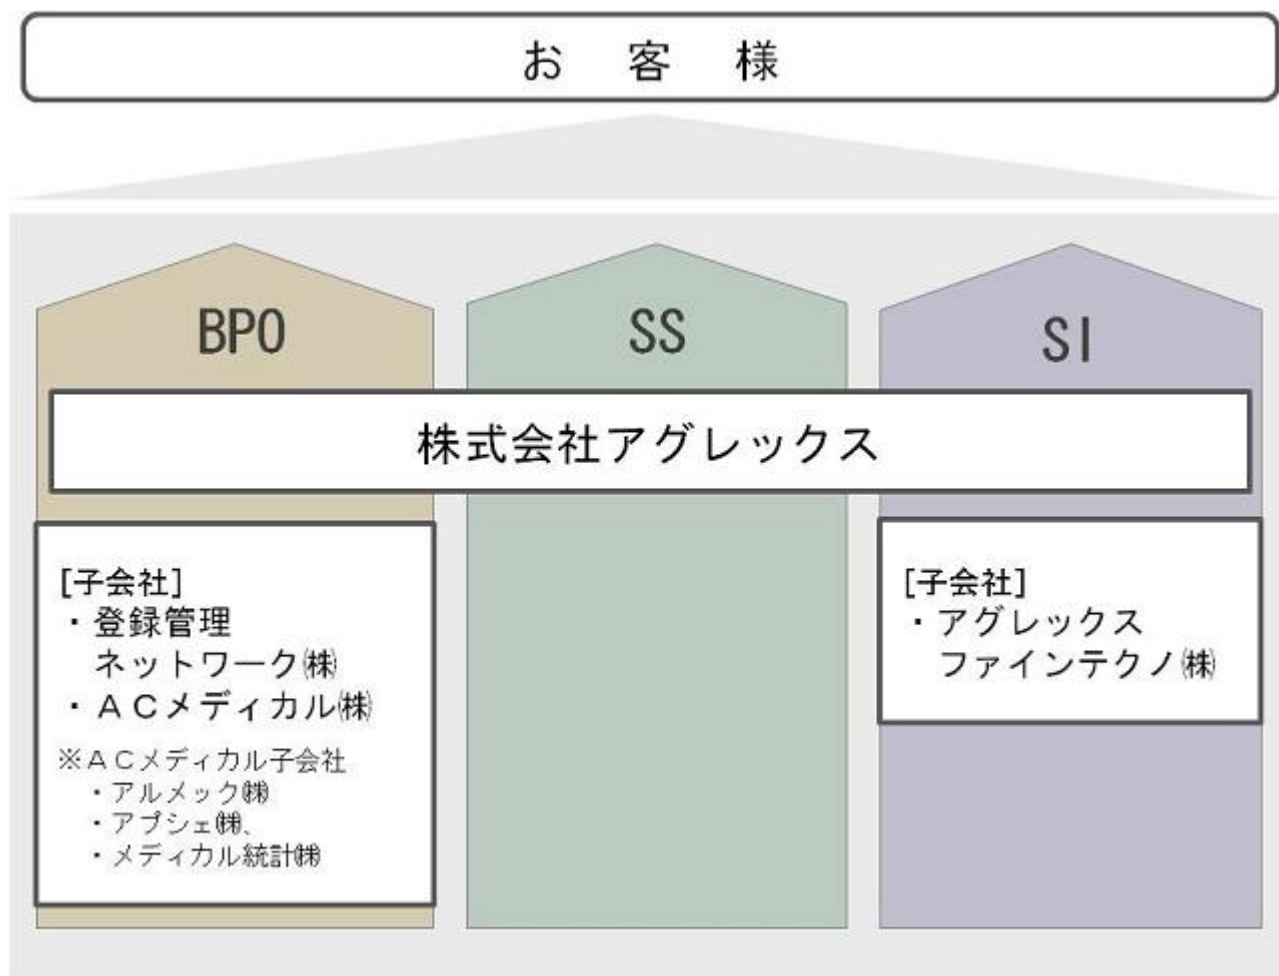 お 客 様
BPO
SS
SI
株式会社アグレックス
[子会社]
・登録管理
ネットワーク㈱
・ACメディカル㈱
※ACメディカル子会社
・アルメック㈱
・アプシェ㈱、
・メディカル統計㈱
[子会社]
・アグレックス
ファインテクノ㈱